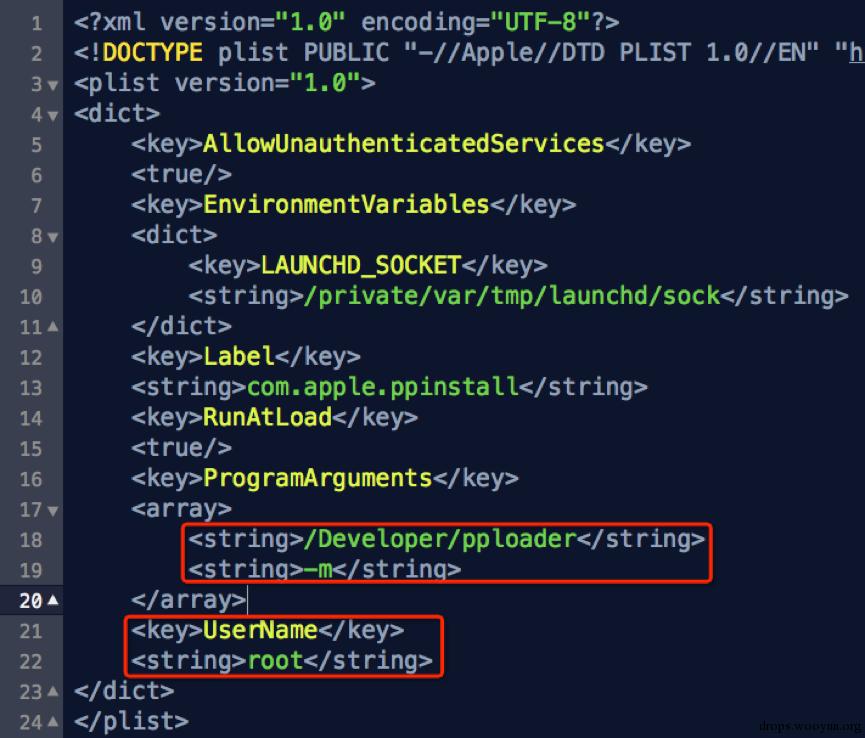 1 <?xml version="1.0" encoding="UTF-8"?>
2 <!DOCTYPE plist PUBLIC "-//Apple//DTD PLIST 1.0//EN" "h
3 <plist version="1.0">
4 <dict>
5 <key>AllowUnauthenticatedServices</key>
6 <true/>
7 <key>EnvironmentVariables</key>
8 <dict>
9 <key>LAUNCHD_SOCKET</key>
10 <string>/private/var/tmp/launchd/sock</string>
11 </dict>
12 <key>Label</key>
13 <string>com.apple.ppinstall</string>
14 <key>RunAtLoad</key>
15 <true/>
16 <key>ProgramArguments</key>
17 <array>
18 <string>/Developer/pploader</string>
19 <string>-m</string>
20 </array>
21 <key>UserName</key>
22 <string>root</string>
23 </dict>
24 </plist>
drops.wooyun.org